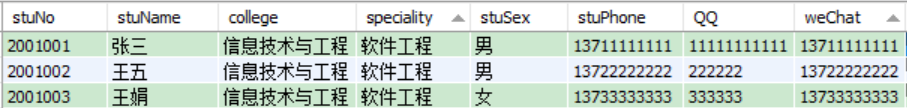 stuNo stuName college speciality stuSex stuPhone QQ weChat
2001001 张三 信息技术与工程 软件工程 男 13711111111 11111111111 13711111111
2001002 王五 信息技术与工程 软件工程 男 13722222222 222222 13722222222
2001003 王娟 信息技术与工程 软件工程 女 13733333333 333333 13733333333